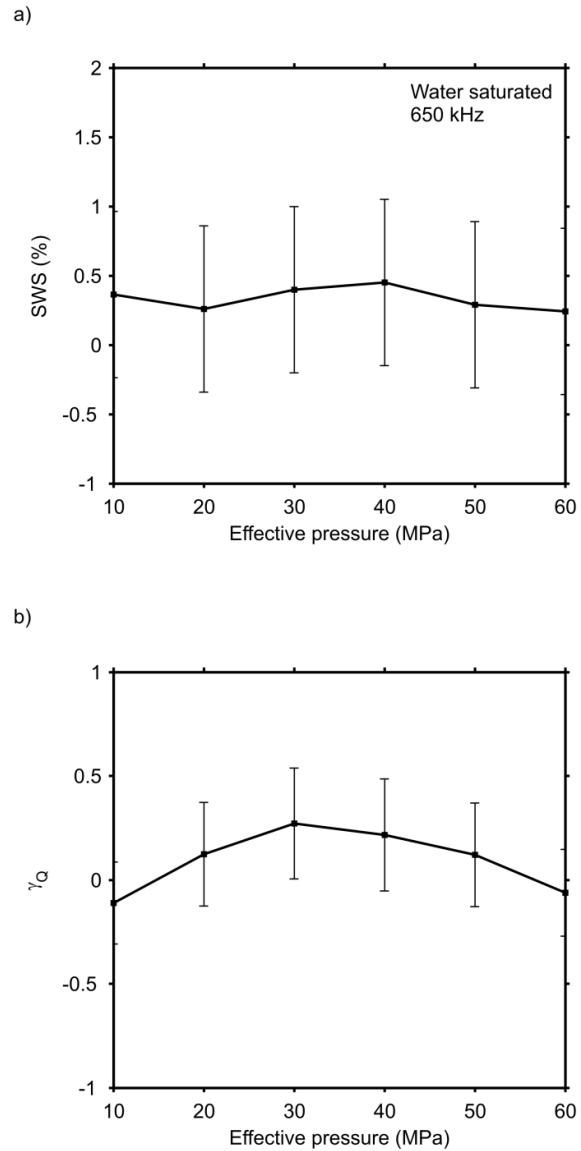 a)
2
Water saturated
650 kHz
1.5
1
SWS (%)
0.5
0
-0.5
-1
10 20 30 40 50 60
Effective pressure (MPa)
b)
1
0.5
γQ
0
-0.5
-1
10 20 30 40 50 60
Effective pressure (MPa)